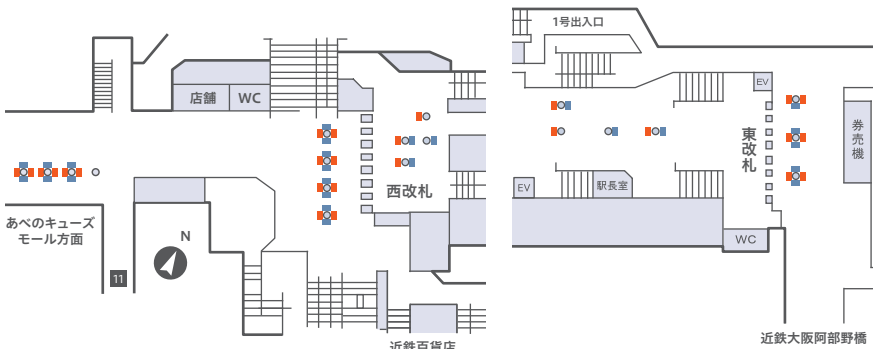 1号出入口
店舗
WC
EV
西改札
東改札
券売機
あべのキューズ
モール方面
N
11
EV
駅長室
WC
近鉄百貨店
近鉄大阪阿部野橋